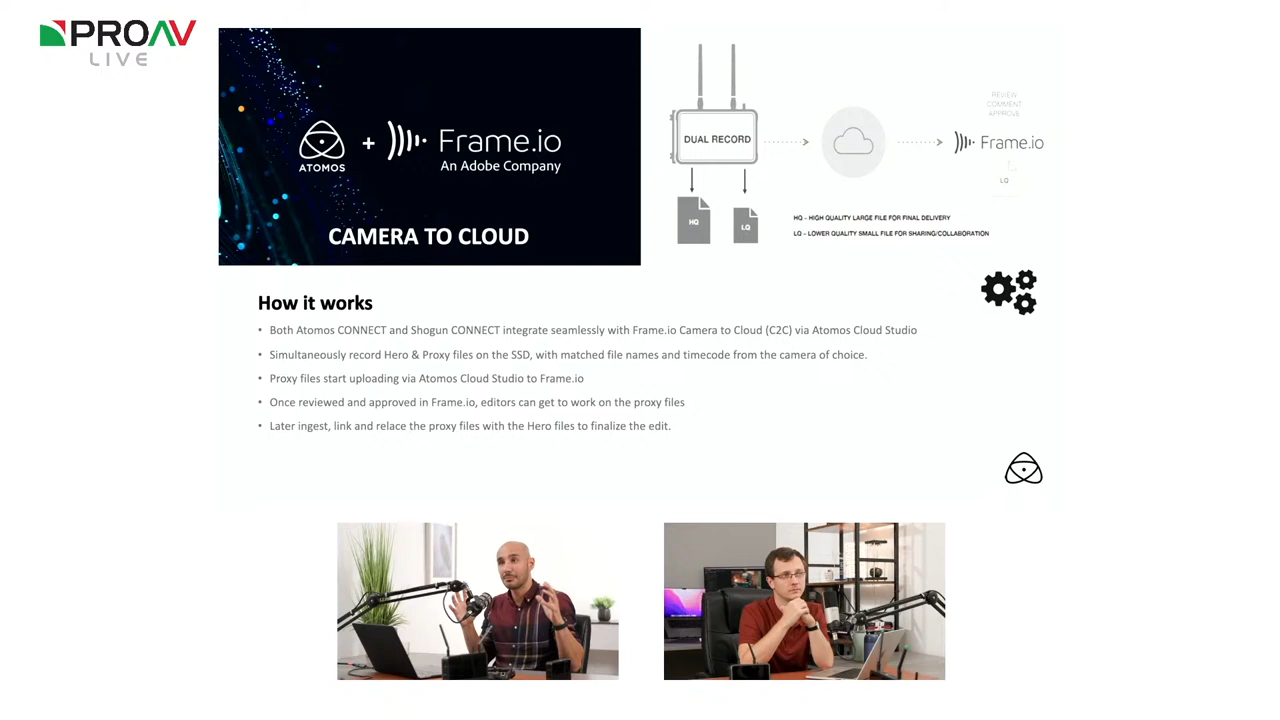 PROAV
LIVE
ATOMOS
+
Frame.io
An Adobe Company
CAMERA TO CLOUD
DUAL RECORD
HQ
LQ
REVIEW
COMMENT
APPROVE
Frame.io
LQ
HQ – HIGH QUALITY LARGE FILE FOR FINAL DELIVERY
LQ – LOWER QUALITY SMALL FILE FOR SHARING/COLLABORATION
How it works
• Both Atomos CONNECT and Shogun CONNECT integrate seamlessly with Frame.io Camera to Cloud (C2C) via Atomos Cloud Studio
• Simultaneously record Hero & Proxy files on the SSD, with matched file names and timecode from the camera of choice.
• Proxy files start uploading via Atomos Cloud Studio to Frame.io
• Once reviewed and approved in Frame.io, editors can get to work on the proxy files
• Later ingest, link and relace the proxy files with the Hero files to finalize the edit.